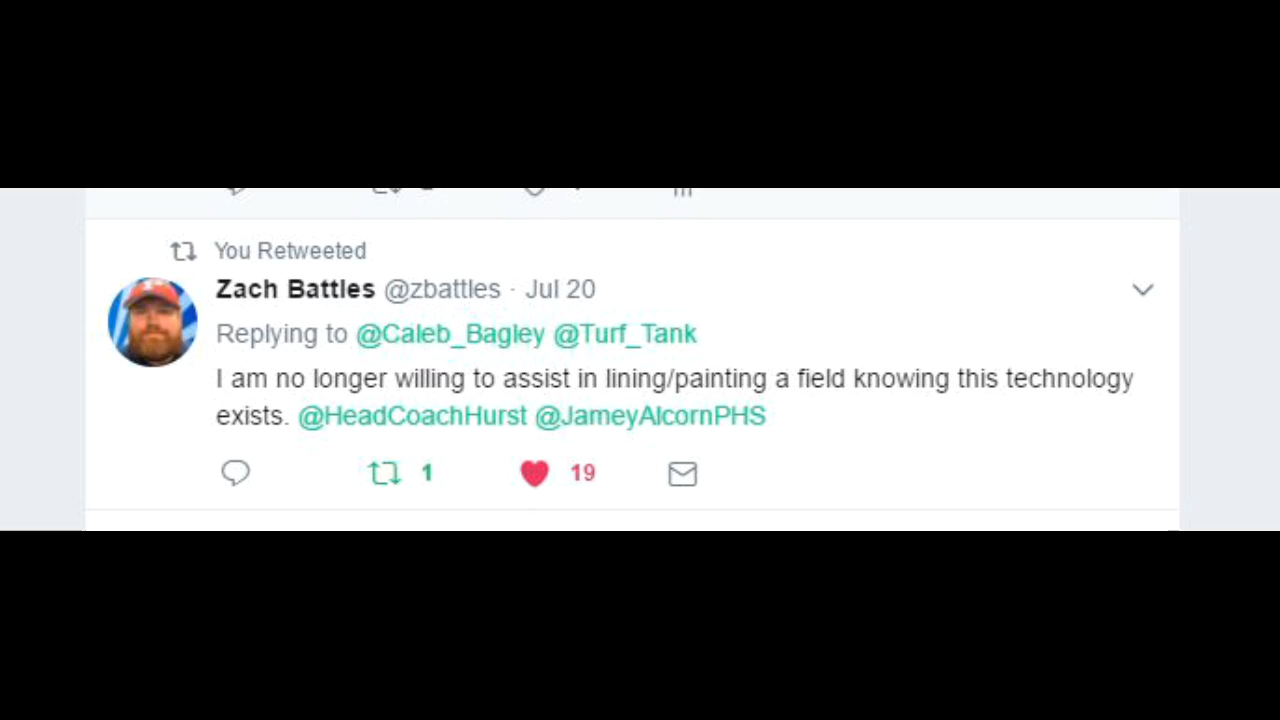 You Retweeted
Zach Battles @zbattles · Jul 20
Replying to @Caleb_Bagley @Turf_Tank
I am no longer willing to assist in lining/painting a field knowing this technology
exists. @HeadCoachHurst @JameyAlcornPHS
1 19